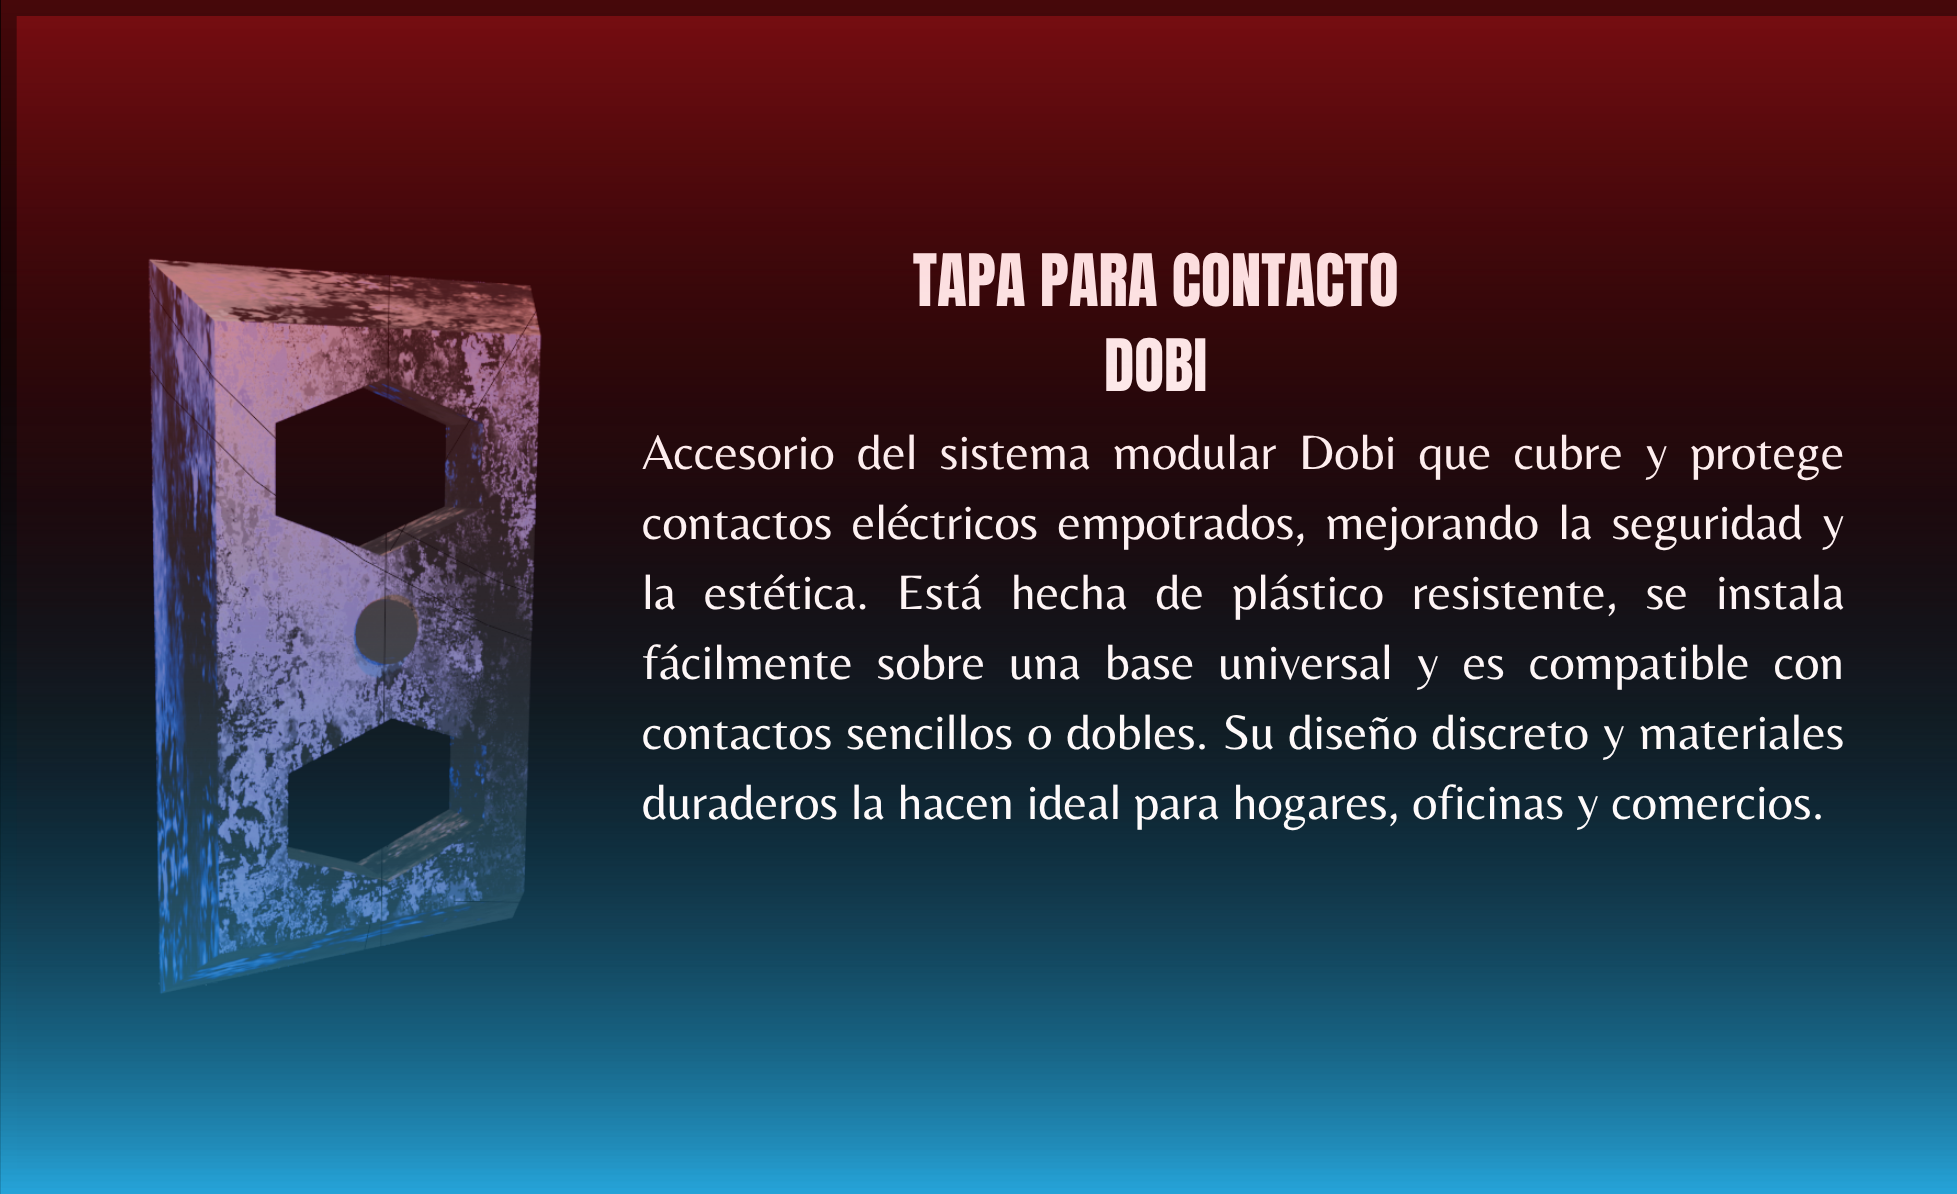 TAPA PARA CONTACTO
DOBI
Accesorio del sistema modular Dobi que cubre y protege
contactos eléctricos empotrados, mejorando la seguridad y
la estética. Está hecha de plástico resistente, se instala
fácilmente sobre una base universal y es compatible con
contactos sencillos o dobles. Su diseño discreto y materiales
duraderos la hacen ideal para hogares, oficinas y comercios.